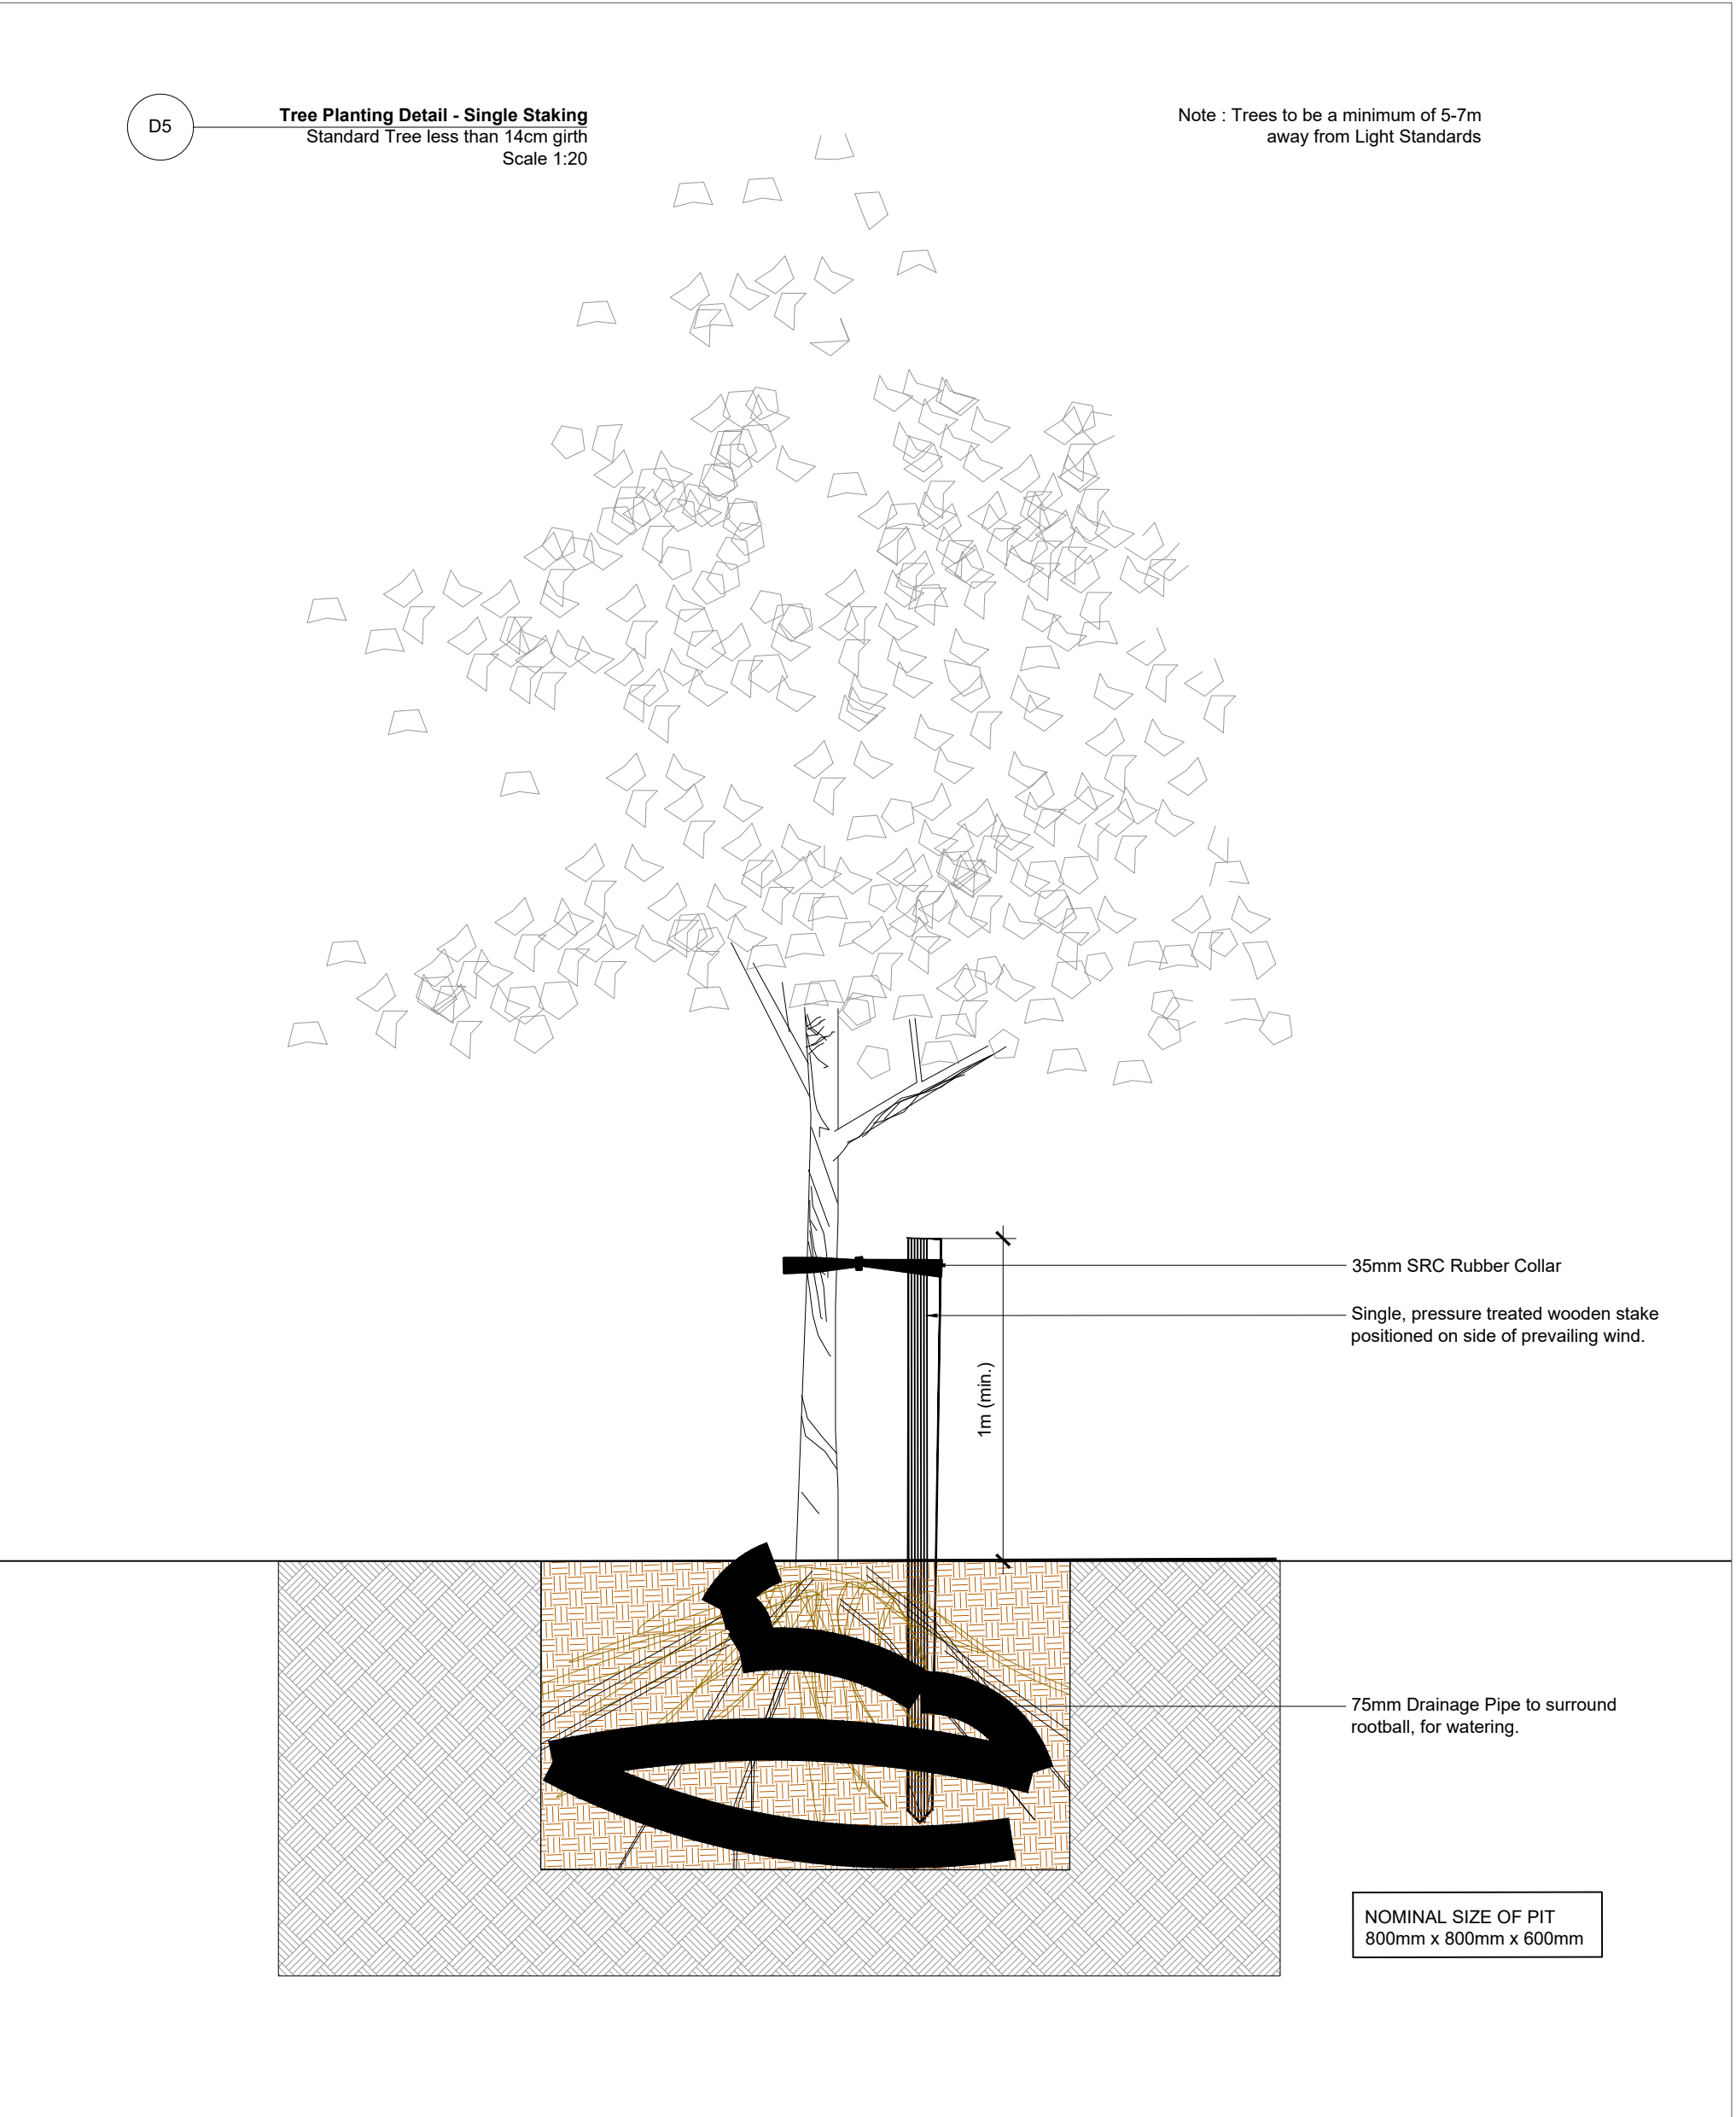 D5
Tree Planting Detail - Single Staking
Standard Tree less than 14cm girth
Scale 1:20
Note : Trees to be a minimum of 5-7m
away from Light Standards
35mm SRC Rubber Collar
Single, pressure treated wooden stake
positioned on side of prevailing wind.
1m (min.)
75mm Drainage Pipe to surround
rootball, for watering.
NOMINAL SIZE OF PIT
800mm x 800mm x 600mm